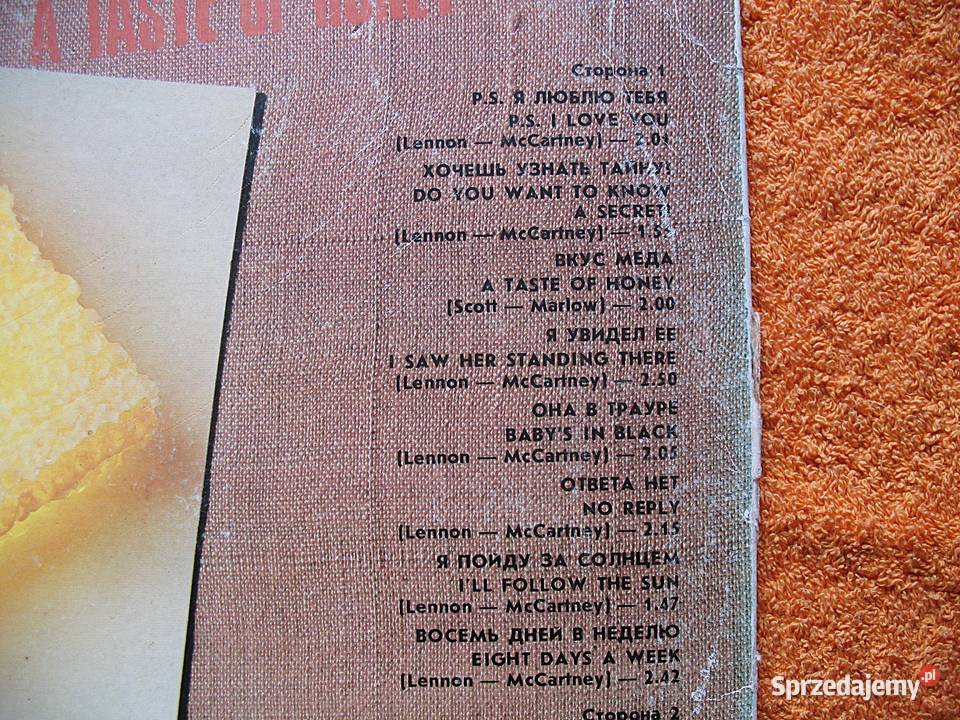 A TASTE OF HONEY
Сторона 1
P.S. Я ЛЮБЛЮ ТЕБЯ
P.S. I LOVE YOU
(Lennon — McCartney) —
ХОЧЕШЬ УЗНАТЬ ТАЙНУ?
DO YOU WANT TO KNOW
A SECRET?
(Lennon — McCartney) —
ВКУС МЕДА
A TASTE OF HONEY
(Scott — Marlow) — 2.00
Я УВИДЕЛ ЕЕ
I SAW HER STANDING THERE
(Lennon — McCartney) — 2.50
ОНА В ТРАУРЕ
BABY'S IN BLACK
(Lennon — McCartney) — 2.05
ОТВЕТА НЕТ
NO REPLY
(Lennon — McCartney) — 2.15
Я ПОЙДУ ЗА СОЛНЦЕМ
I'LL FOLLOW THE SUN
(Lennon — McCartney) — 1.47
ВОСЕМЬ ДНЕЙ В НЕДЕЛЮ
EIGHT DAYS A WEEK
(Lennon — McCartney) — 2.42
Сторона 2
Sprzedajemy.pl